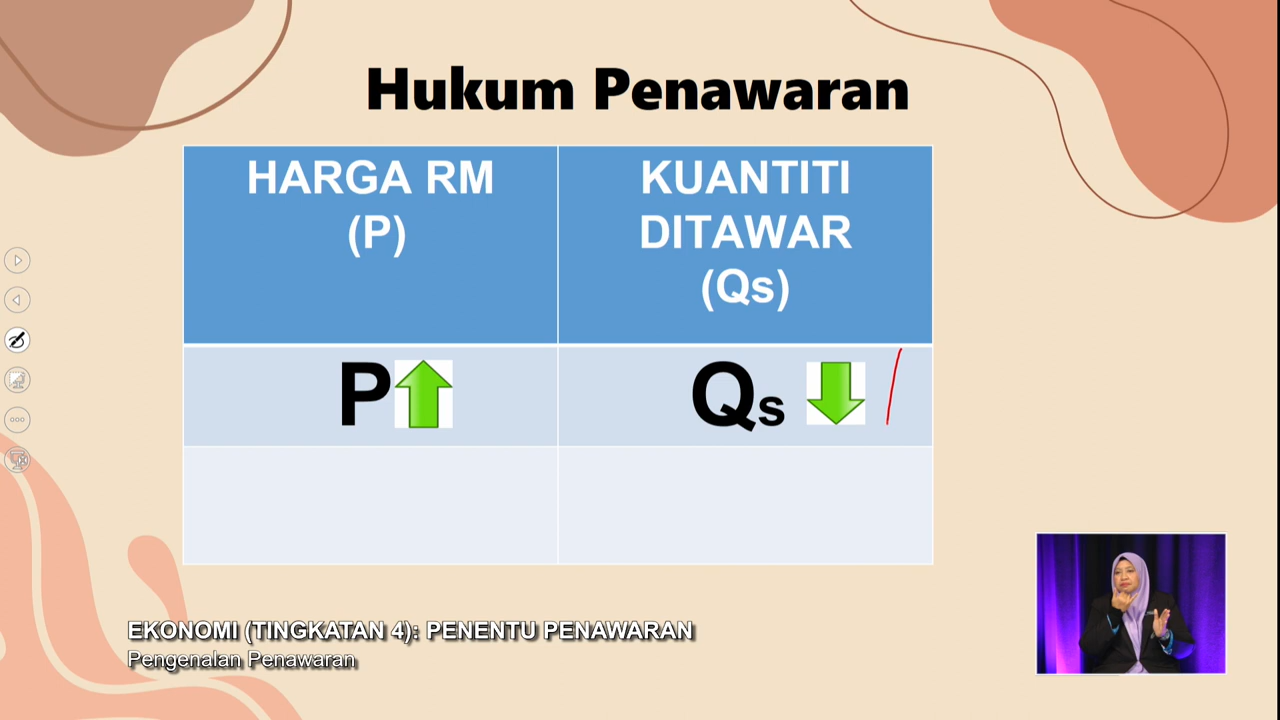 Hukum Penawaran
HARGA RM
(P)
KUANTITI
DITAWAR
(Qs)
P
Qs
EKONOMI (TINGKATAN 4): PENENTU PENAWARAN
Pengenalan Penawaran